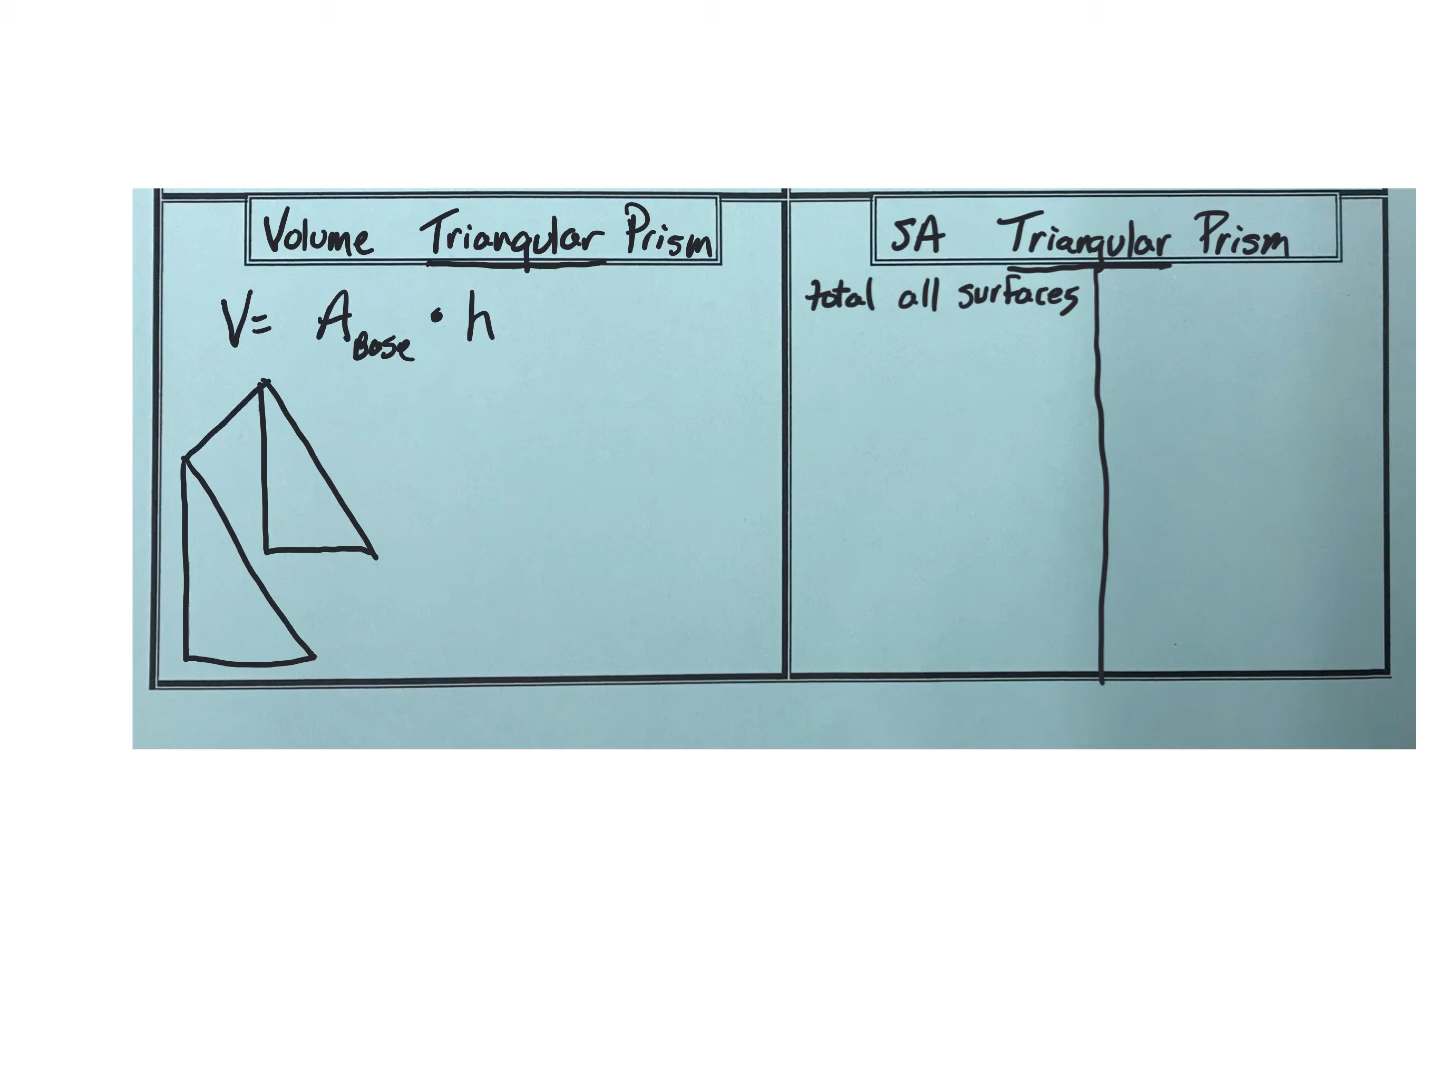 Volume Triangular Prism
V= A Base • h
SA Triangular Prism
total all surfaces